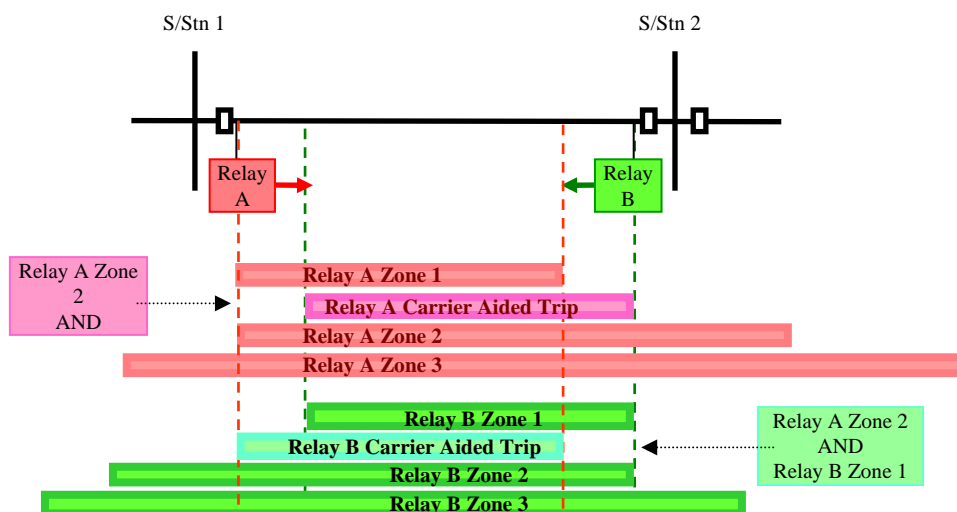 S/Stn 1
S/Stn 2
Relay
A
Relay
B
Relay A Zone
2
AND
Relay A Zone 1
Relay A Carrier Aided Trip
Relay A Zone 2
Relay A Zone 3
Relay B Zone 1
Relay B Carrier Aided Trip
Relay B Zone 2
Relay B Zone 3
Relay A Zone 2
AND
Relay B Zone 1